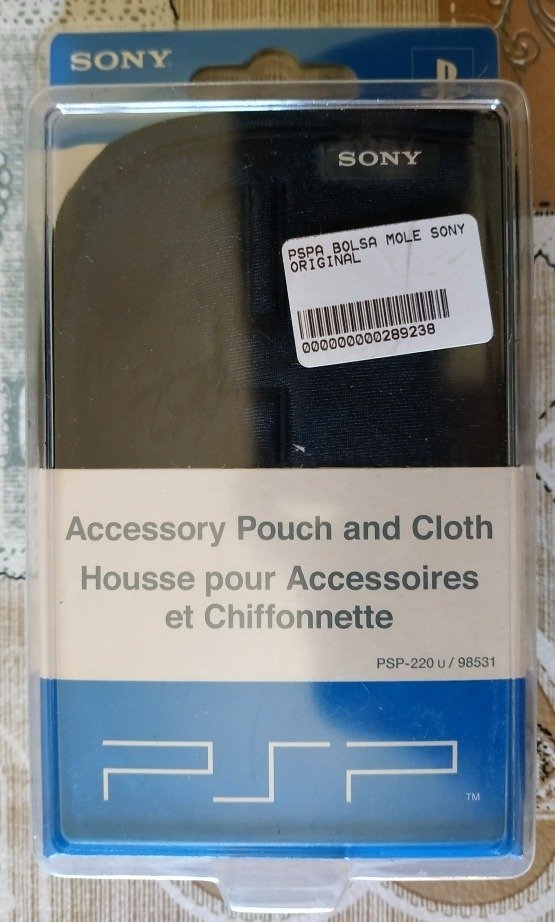 SONY
SONY
PSPA BOLSA MOLE SONY
ORIGINAL
000000000289238
Accessory Pouch and Cloth
Housse pour Accessoires
et Chiffonnette
PSP-220 U / 98531
PSP
TM